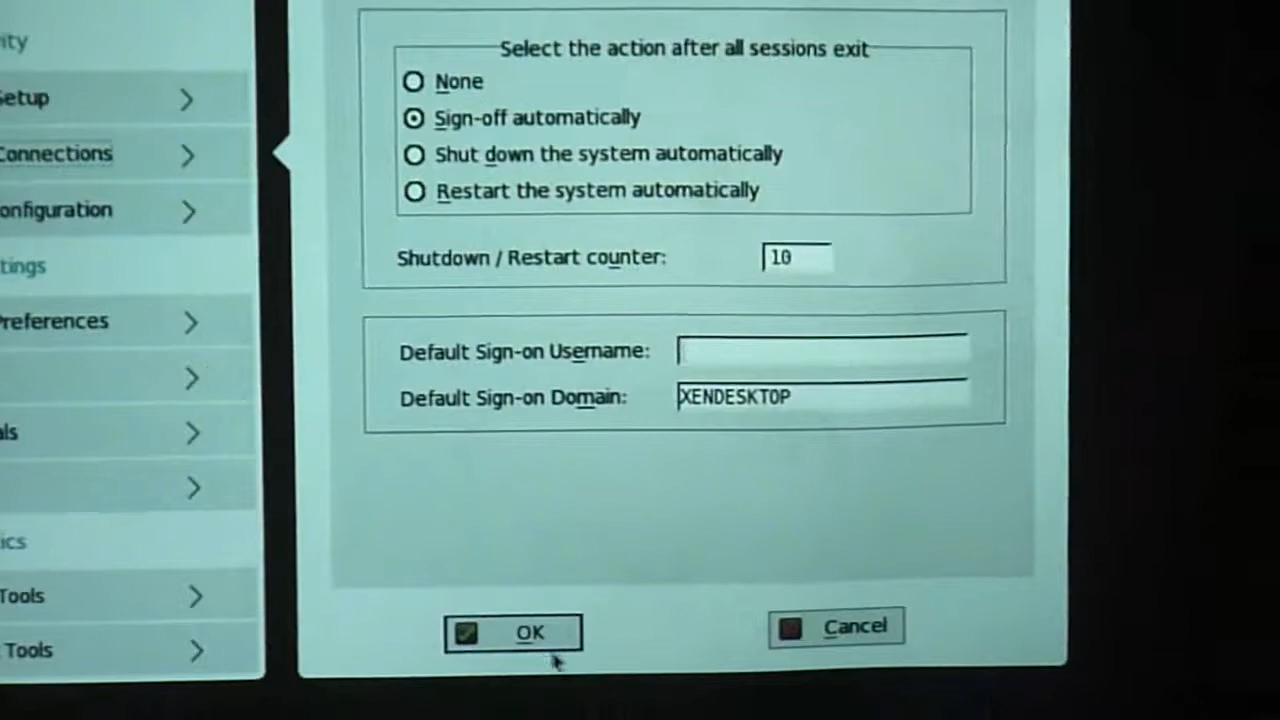 ity
Setup
Connections
onfiguration
tings
Preferences
als
ics
Tools
Tools
Select the action after all sessions exit
None
Sign-off automatically
Shut down the system automatically
Restart the system automatically
Shutdown / Restart counter: 10
Default Sign-on Username:
Default Sign-on Domain: XENDESKTOP
OK
Cancel